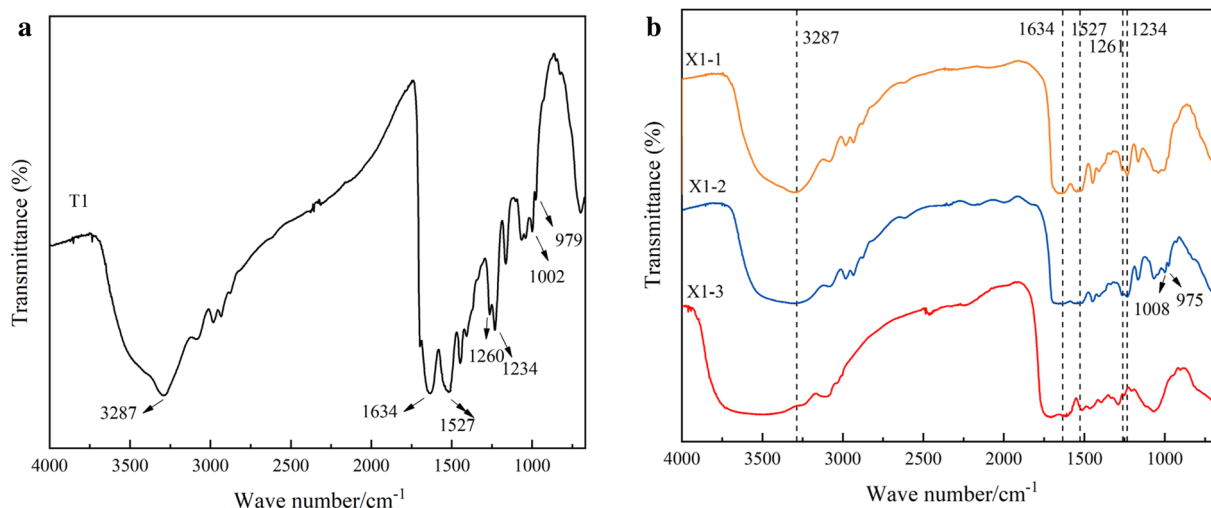 a
Transmittance (%)
T1
3287
1634
1527
1260
1234
1002
979
4000 3500 3000 2500 2000 1500 1000
Wave number/cm⁻¹
b
Transmittance (%)
3287
1634
1527
1261
1234
X1-1
X1-2
X1-3
1008
975
4000 3500 3000 2500 2000 1500 1000
Wave number/cm⁻¹